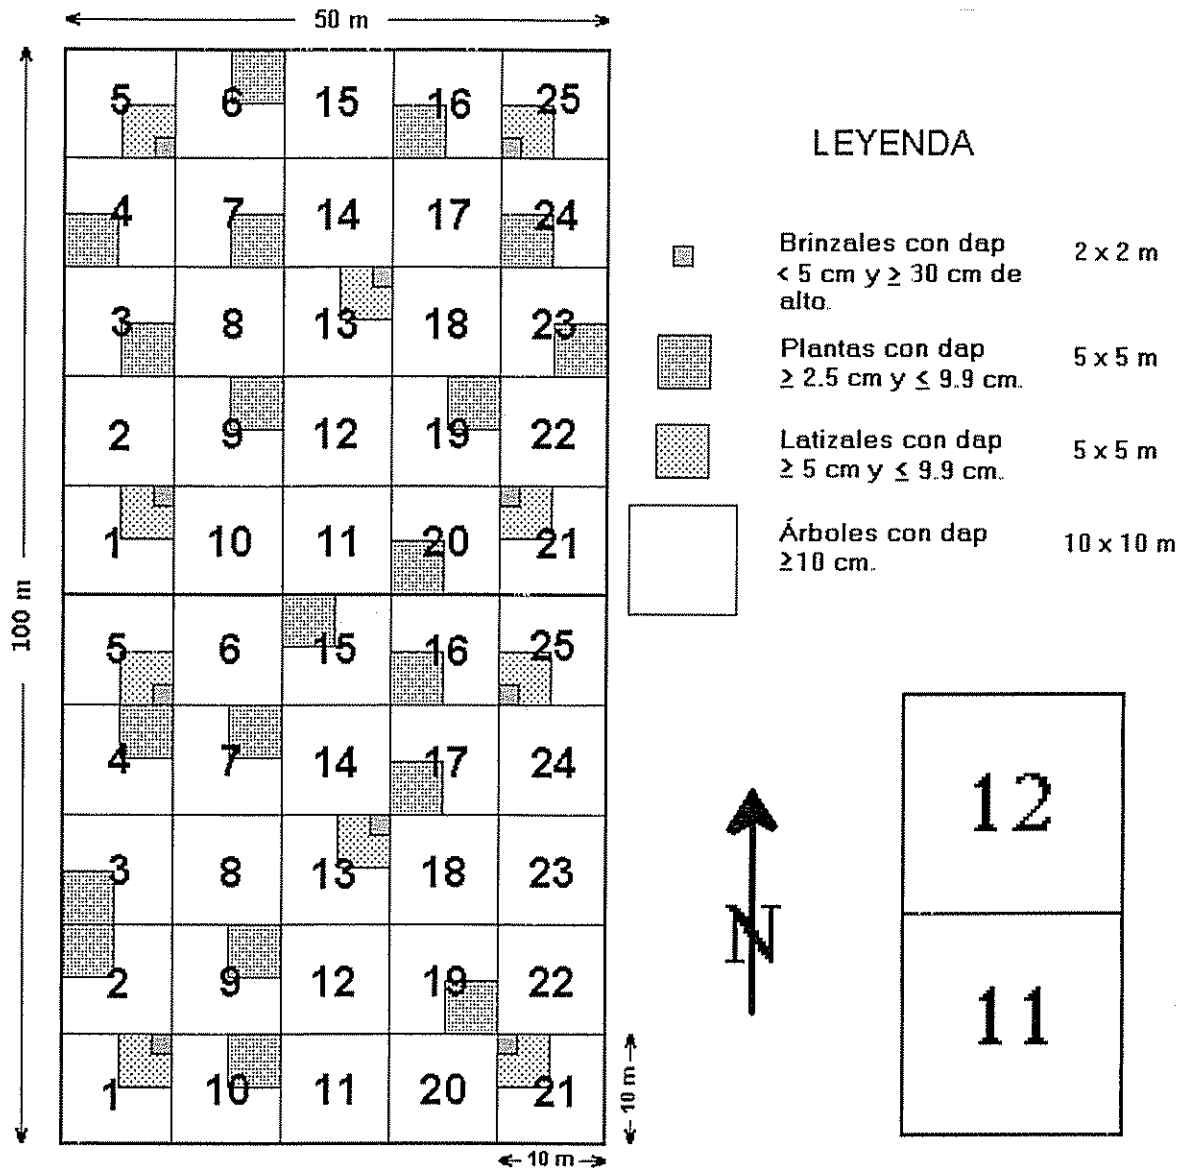 50 m
5 6 15 16 25
4 7 14 17 24
3 8 13 18 23
2 9 12 19 22
1 10 11 20 21
100 m
5 6 15 16 25
4 7 14 17 24
3 8 13 18 23
2 9 12 19 22
1 10 11 20 21
10 m
10 m
LEYENDA
Brinzales con dap
< 5 cm y ≥ 30 cm de
alto.
2 x 2 m
Plantas con dap
≥ 2.5 cm y ≤ 9.9 cm.
5 x 5 m
Latizales con dap
≥ 5 cm y ≤ 9.9 cm.
5 x 5 m
Árboles con dap
≥10 cm.
10 x 10 m
N
12
11